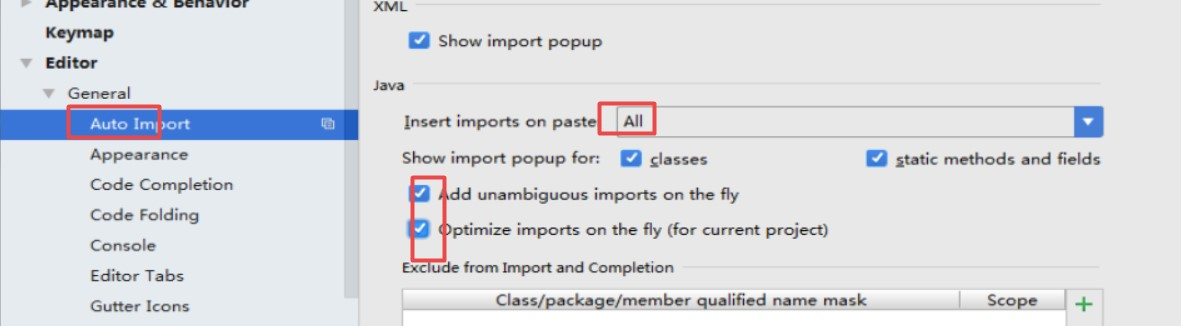 Appearance & Behavior
Keymap
Editor
General
Auto Import
Appearance
Code Completion
Code Folding
Console
Editor Tabs
Gutter Icons
XML
Show import popup
Java
Insert imports on paste All
Show import popup for: classes static methods and fields
Add unambiguous imports on the fly
Optimize imports on the fly (for current project)
Exclude from Import and Completion
Class/package/member qualified name mask Scope